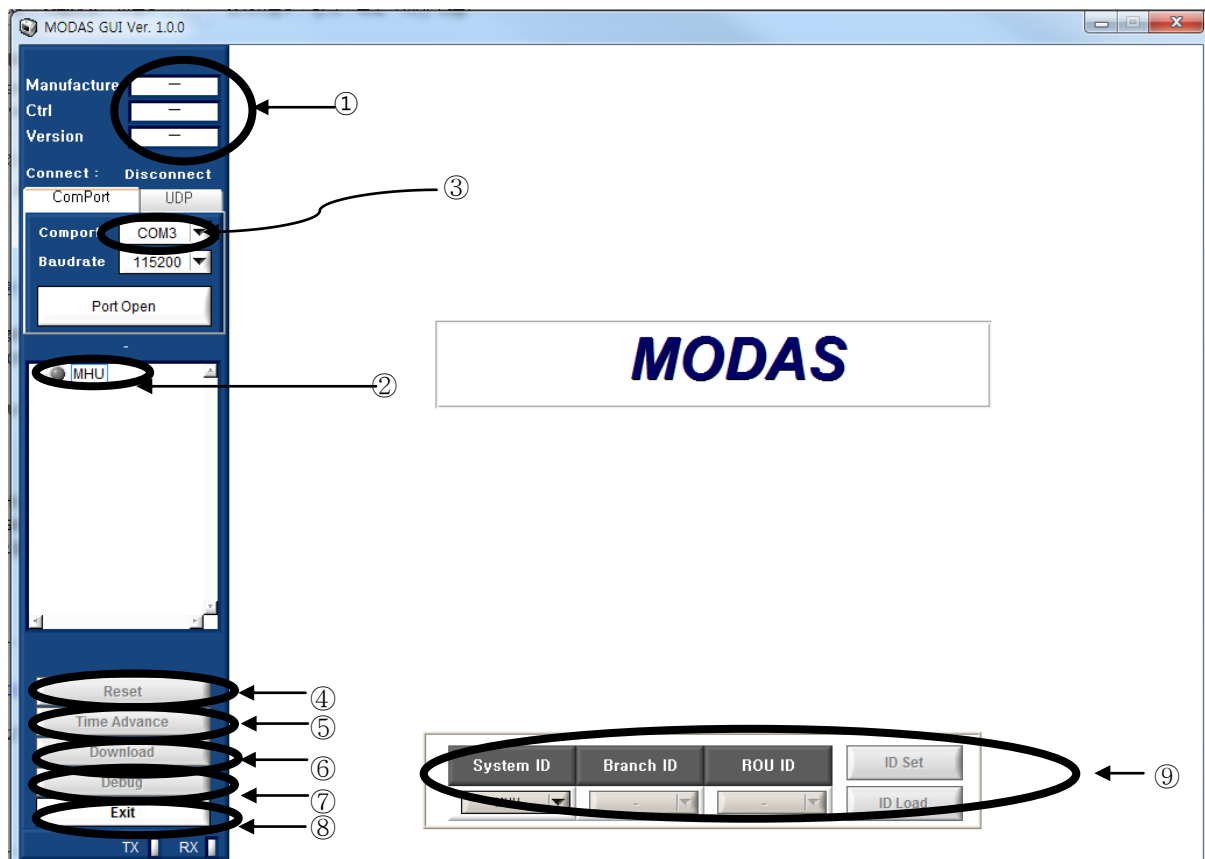 MODAS GUI Ver. 1.0.0
Manufacture —
Ctrl —
Version —
①
Connect : Disconnect
ComPort UDP
③
Comport COM3
Baudrate 115200
Port Open
-
MHU
②
MODAS
Reset
④
Time Advance
⑤
Download
⑥
Debug
⑦
Exit
⑧
TX RX
System ID Branch ID ROU ID ID Set
MHU - - ID Load
⑨